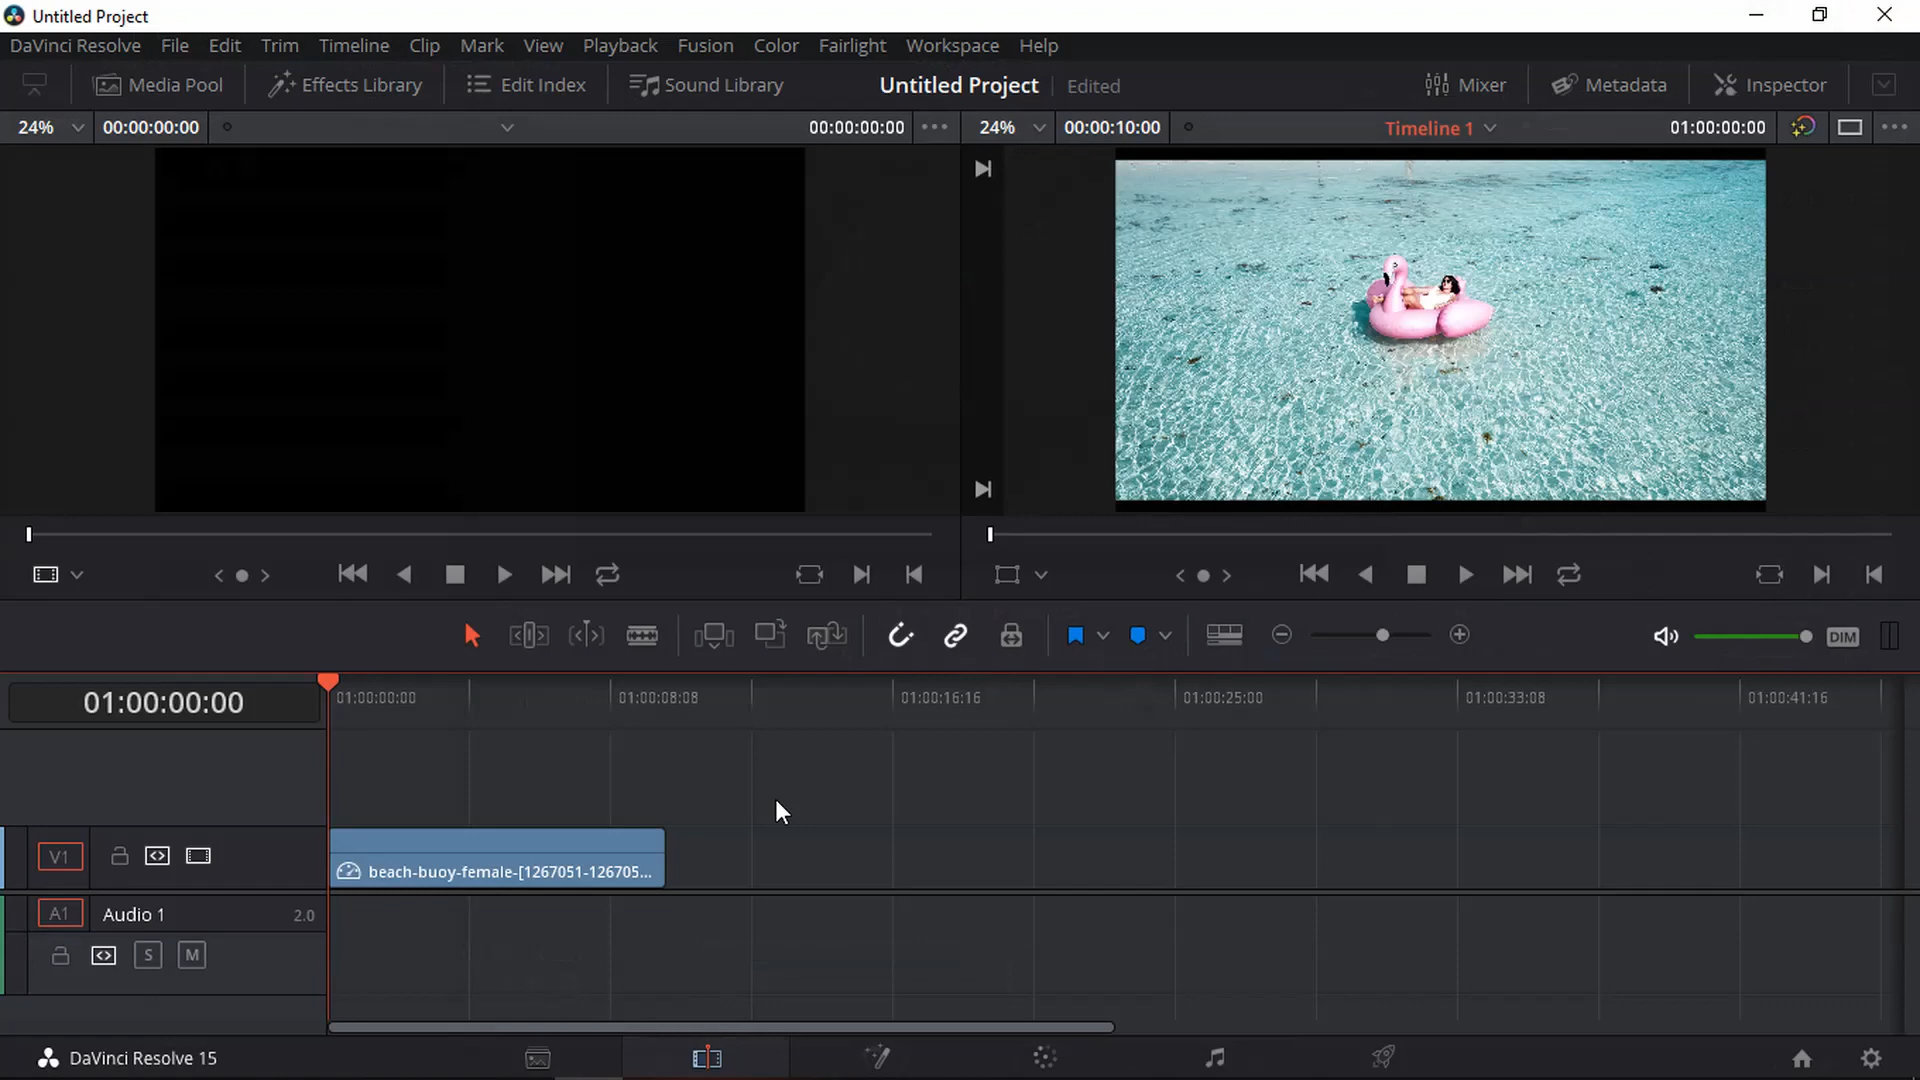 Untitled Project
DaVinci Resolve File Edit Trim Timeline Clip Mark View Playback Fusion Color Fairlight Workspace Help
Media Pool Effects Library Edit Index Sound Library Untitled Project Edited Mixer Metadata Inspector
24% 00:00:00:00 00:00:00:00 24% 00:00:10:00 Timeline 1 01:00:00:00
DIM
01:00:00:00 01:00:00:00 01:00:08:08 01:00:16:16 01:00:25:00 01:00:33:08 01:00:41:16
V1 beach-buoy-female-[1267051-126705...
A1 Audio 1 2.0
S M
DaVinci Resolve 15